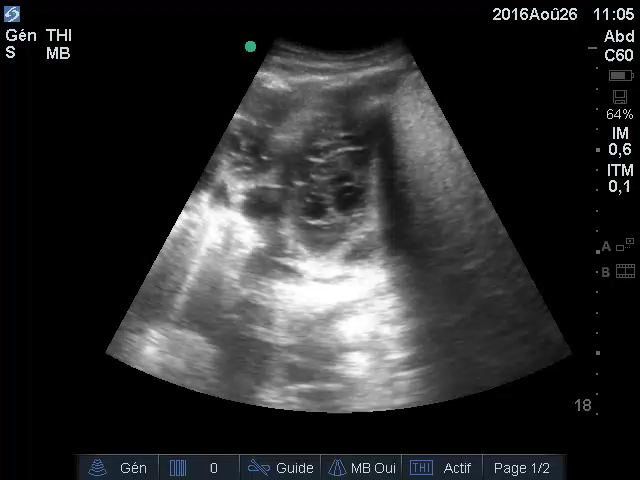 2016Aoû26 11:05
Gén THI
S MB
Abd
C60
64%
IM
0,6
ITM
0,1
A
B
18
Gén 0 Guide MB Oui THI Actif Page 1/2